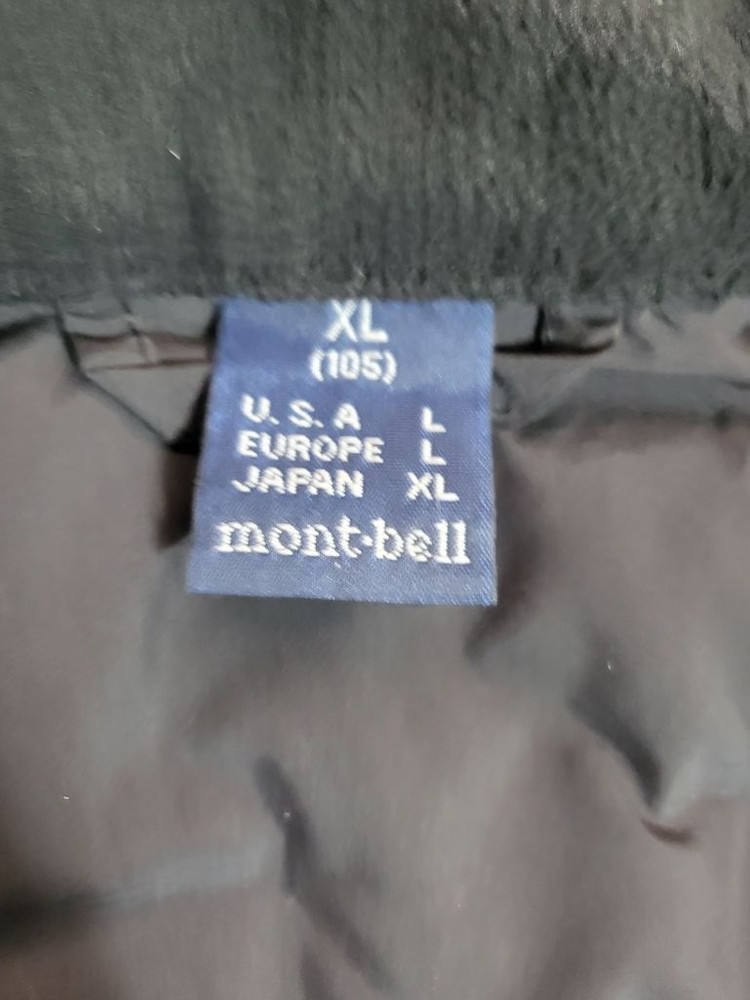 XL
(105)
U.S.A L
EUROPE L
JAPAN XL
mont·bell